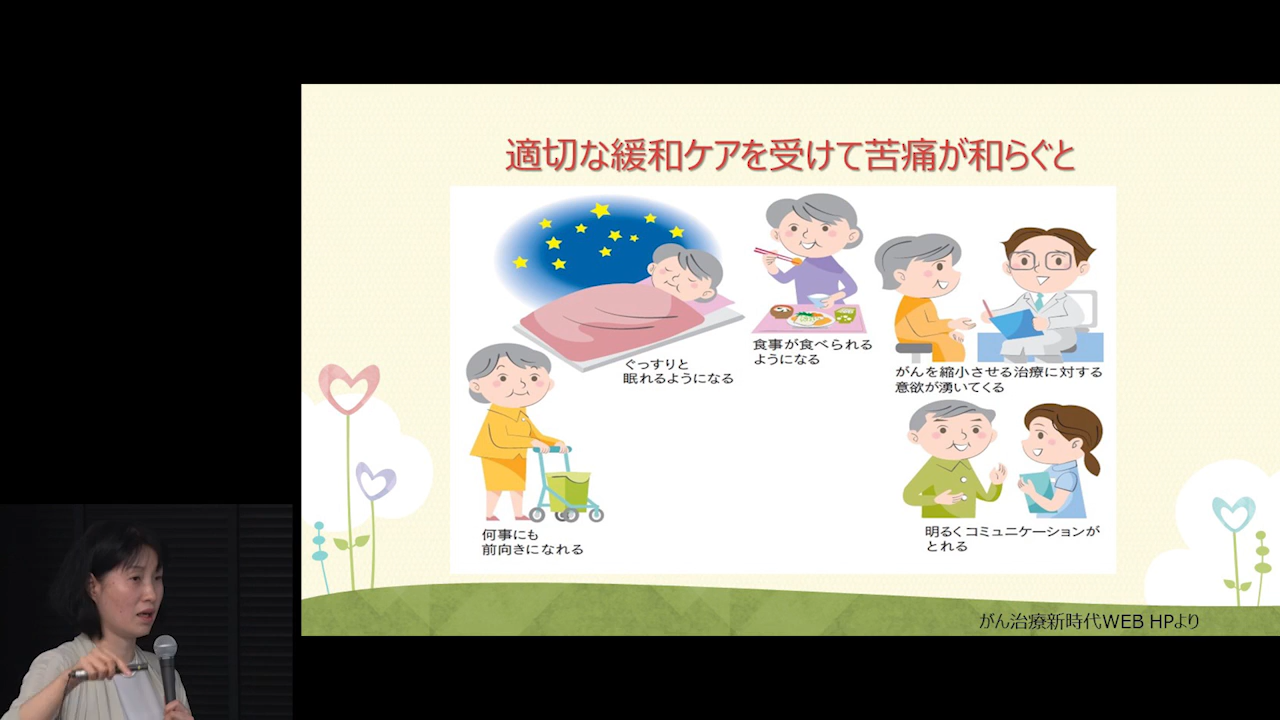 適切な緩和ケアを受けて苦痛が和らぐと
ぐっすりと
眠れるようになる
食事が食べられる
ようになる
がんを縮小させる治療に対する
意欲が湧いてくる
何事にも
前向きになれる
明るくコミュニケーションが
とれる
がん治療新時代WEB HPより